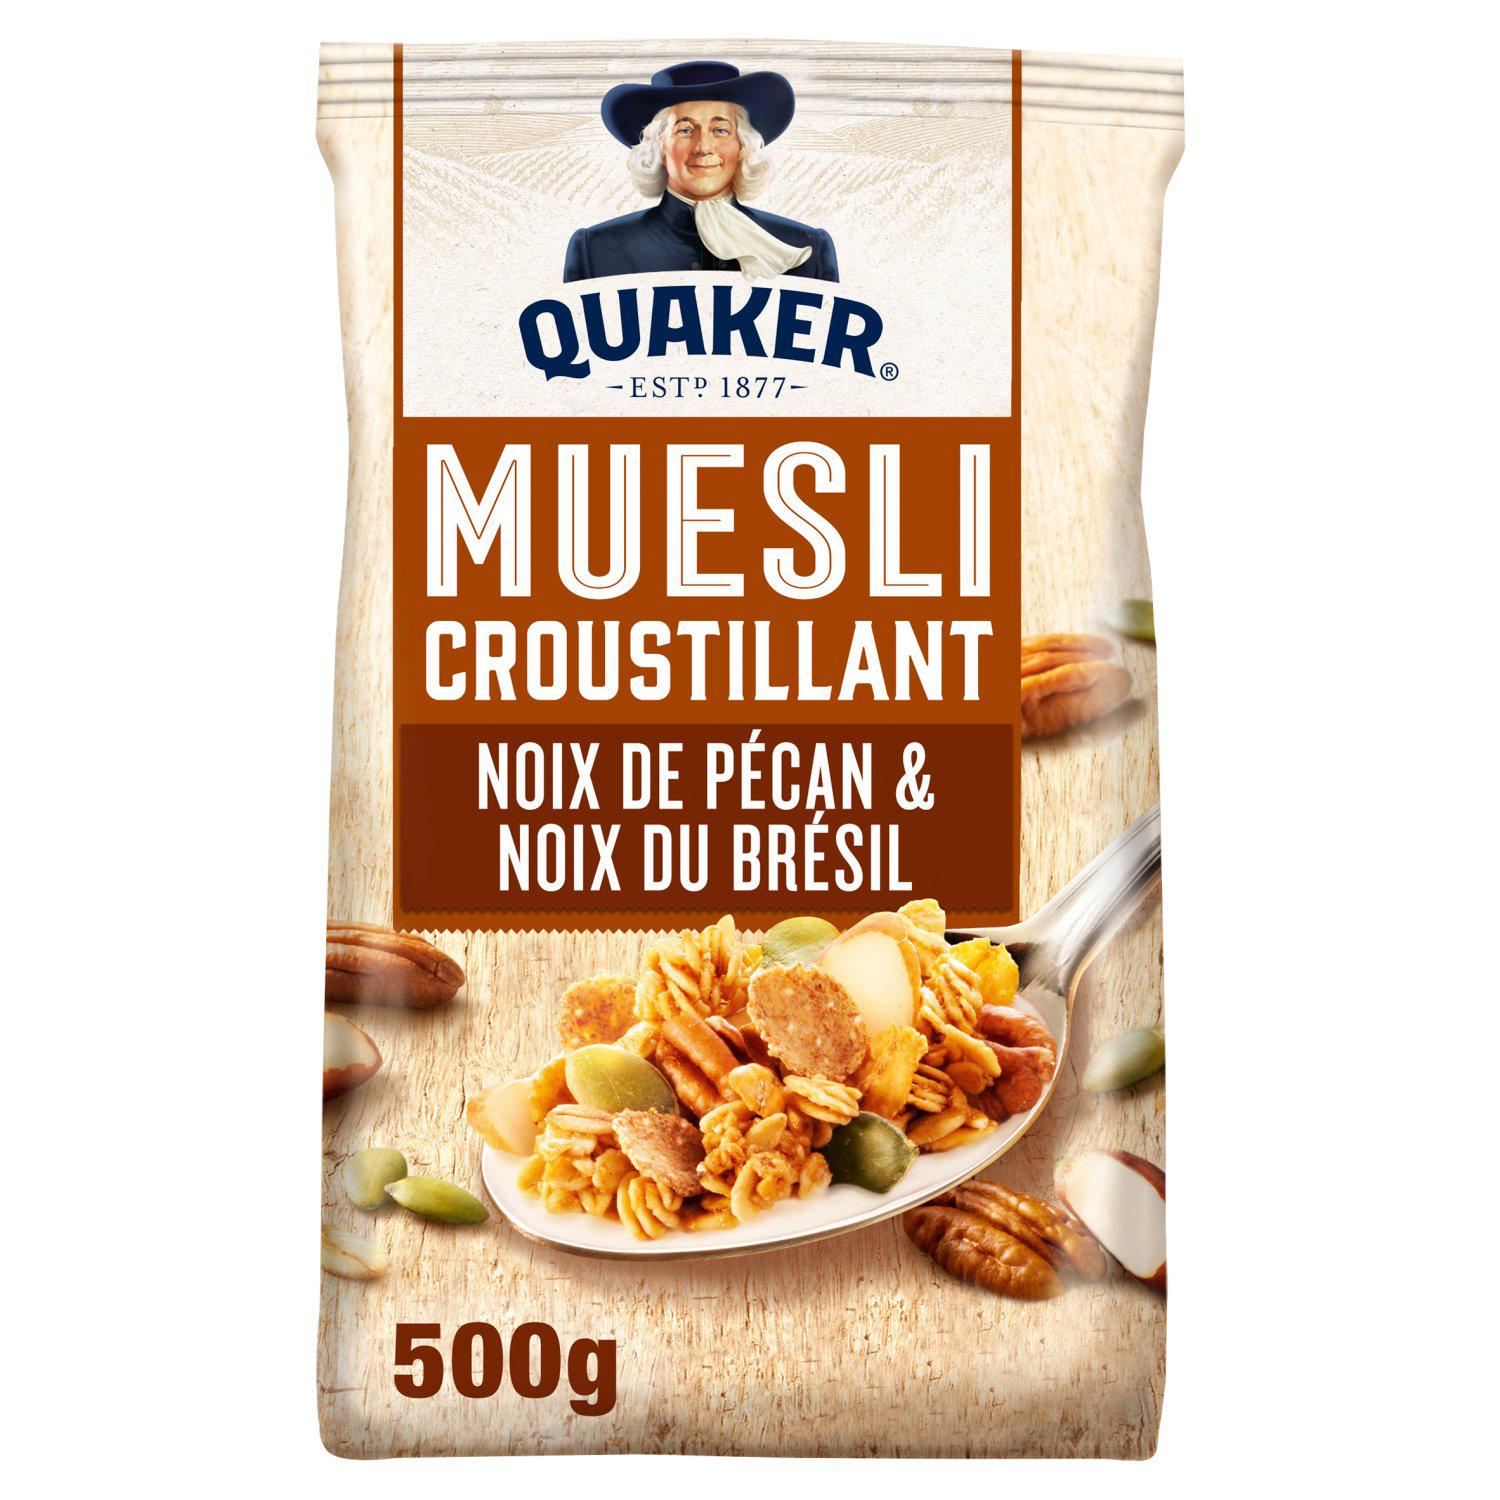 QUAKER®
-ESTᴰ. 1877-
MUESLI
CROUSTILLANT
NOIX DE PÉCAN &
NOIX DU BRÉSIL
500g